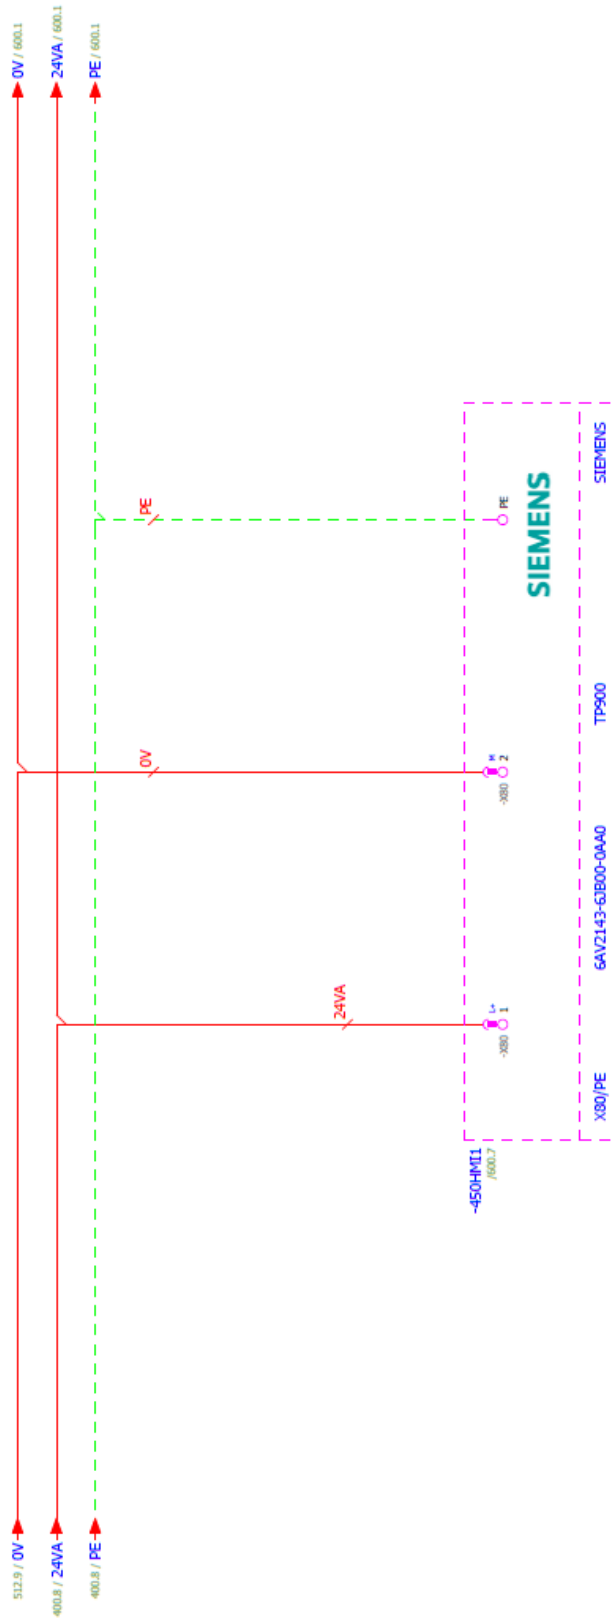 512.9 / 0V
0V / 600.1
400.8 / 24VA
24VA / 600.1
400.8 / PE
PE / 600.1
0V
PE
24VA
-450HMI1
/600.7
L+
M
-X80 1
-X80 2
PE
SIEMENS
X80/PE
6AV2143-6JB00-0AA0
TP900
SIEMENS